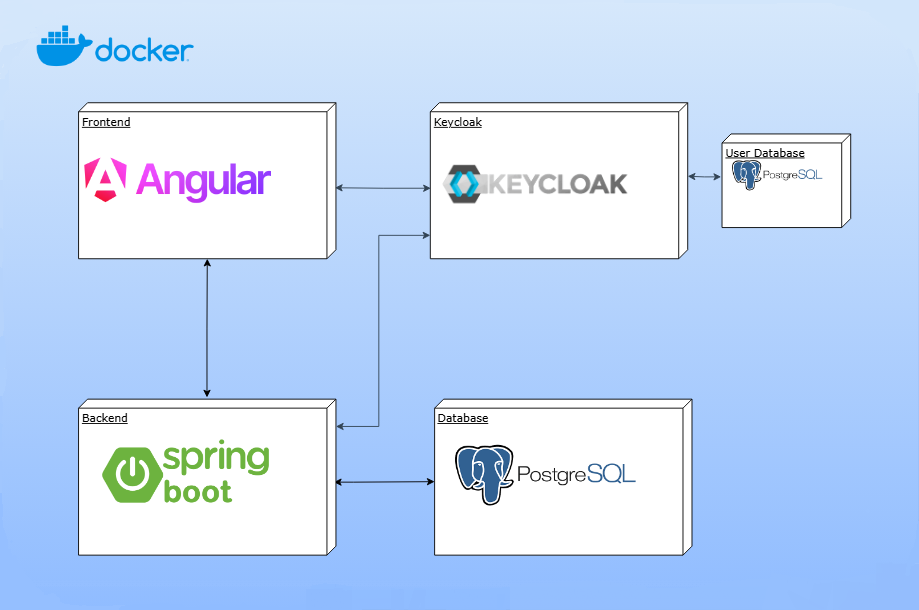 docker
Frontend
Angular
Keycloak
KEYCLOAK
User Database
PostgreSQL
Backend
spring
boot
Database
PostgreSQL